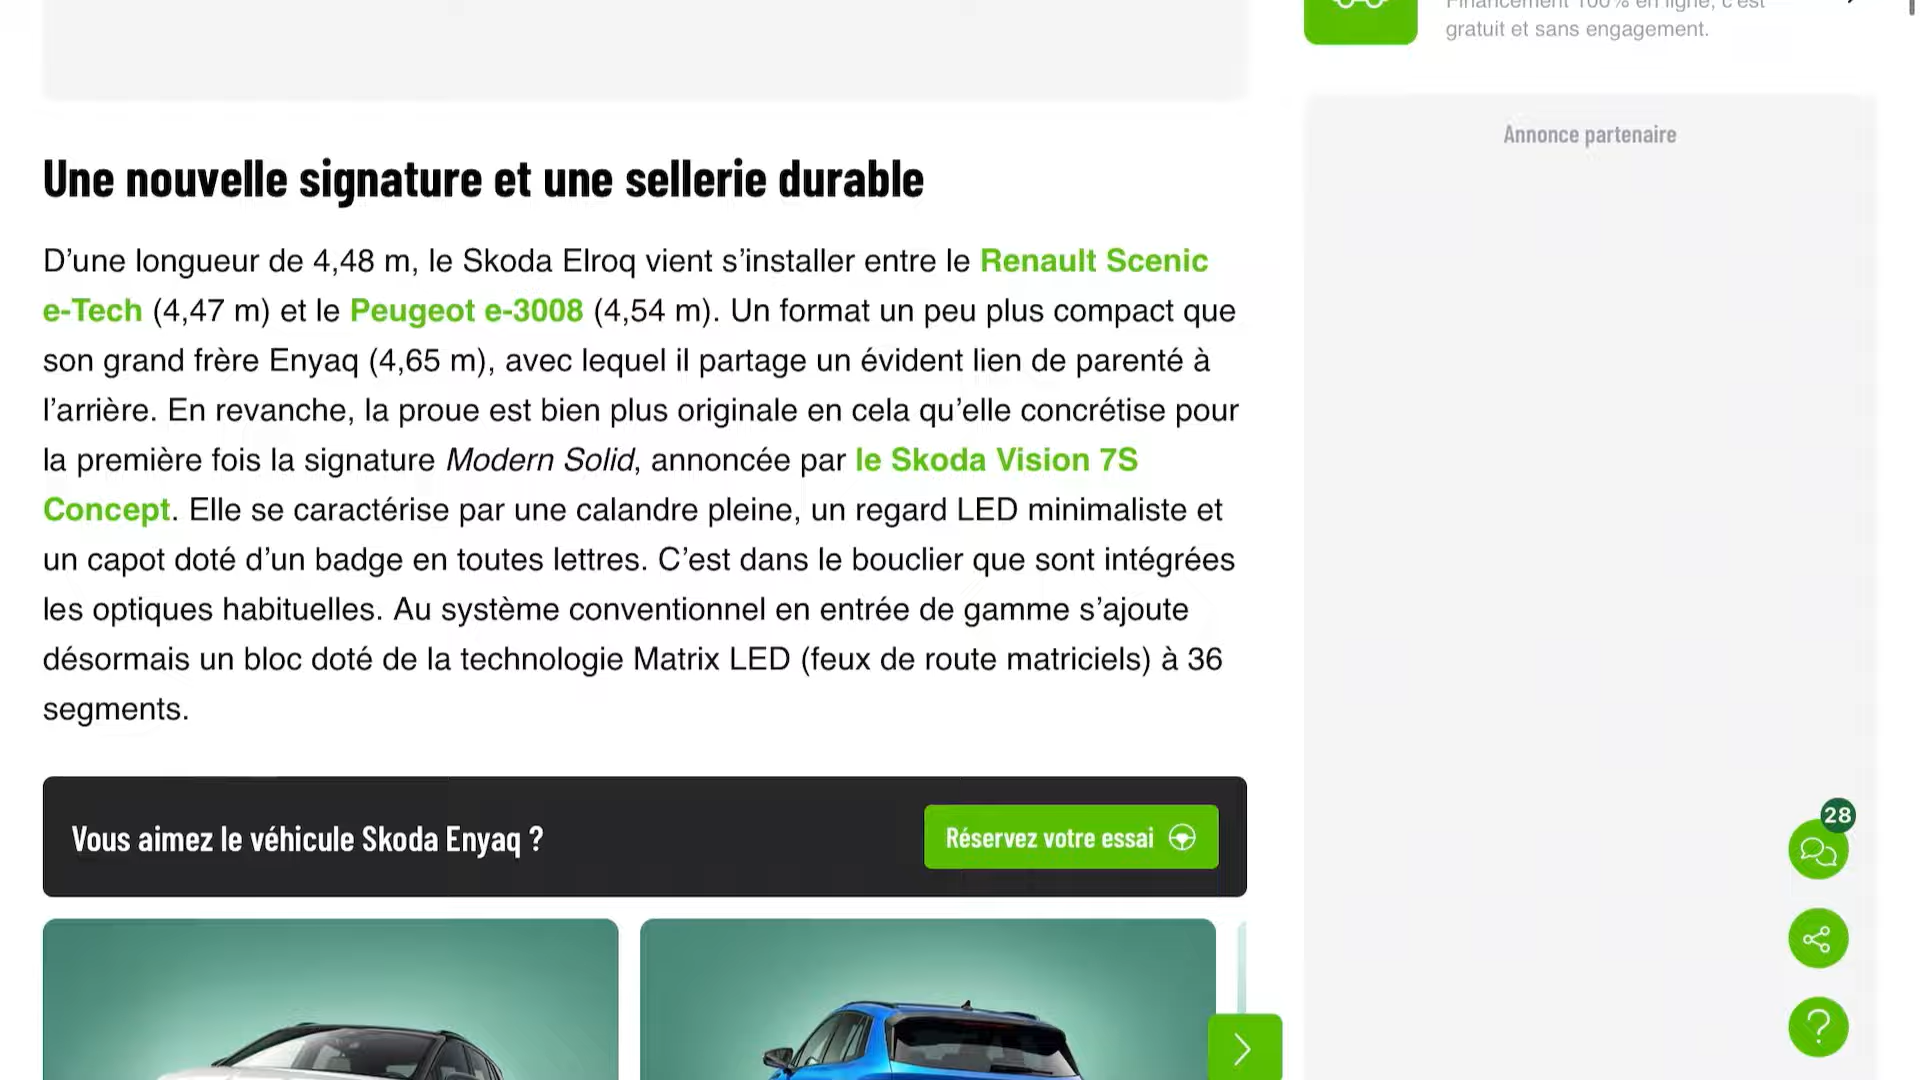 Financement 100% en ligne, c'est
gratuit et sans engagement.
Annonce partenaire
Une nouvelle signature et une sellerie durable
D’une longueur de 4,48 m, le Skoda Elroq vient s’installer entre le Renault Scenic
e-Tech (4,47 m) et le Peugeot e-3008 (4,54 m). Un format un peu plus compact que
son grand frère Enyaq (4,65 m), avec lequel il partage un évident lien de parenté à
l’arrière. En revanche, la proue est bien plus originale en cela qu’elle concrétise pour
la première fois la signature Modern Solid, annoncée par le Skoda Vision 7S
Concept. Elle se caractérise par une calandre pleine, un regard LED minimaliste et
un capot doté d’un badge en toutes lettres. C’est dans le bouclier que sont intégrées
les optiques habituelles. Au système conventionnel en entrée de gamme s’ajoute
désormais un bloc doté de la technologie Matrix LED (feux de route matriciels) à 36
segments.
Vous aimez le véhicule Skoda Enyaq ?
Réservez votre essai
28
?